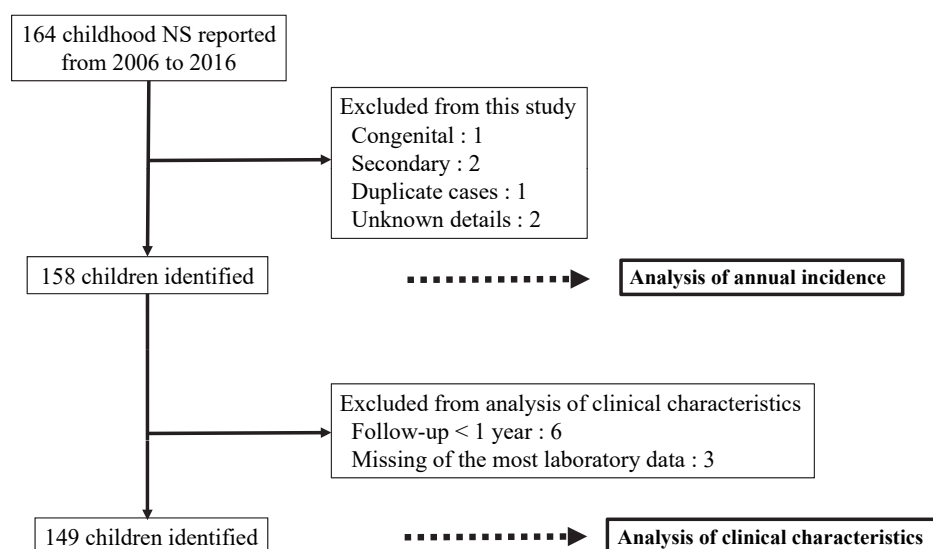 164 childhood NS reported
from 2006 to 2016
Excluded from this study
Congenital : 1
Secondary : 2
Duplicate cases : 1
Unknown details : 2
158 children identified
Analysis of annual incidence
Excluded from analysis of clinical characteristics
Follow-up < 1 year : 6
Missing of the most laboratory data : 3
149 children identified
Analysis of clinical characteristics